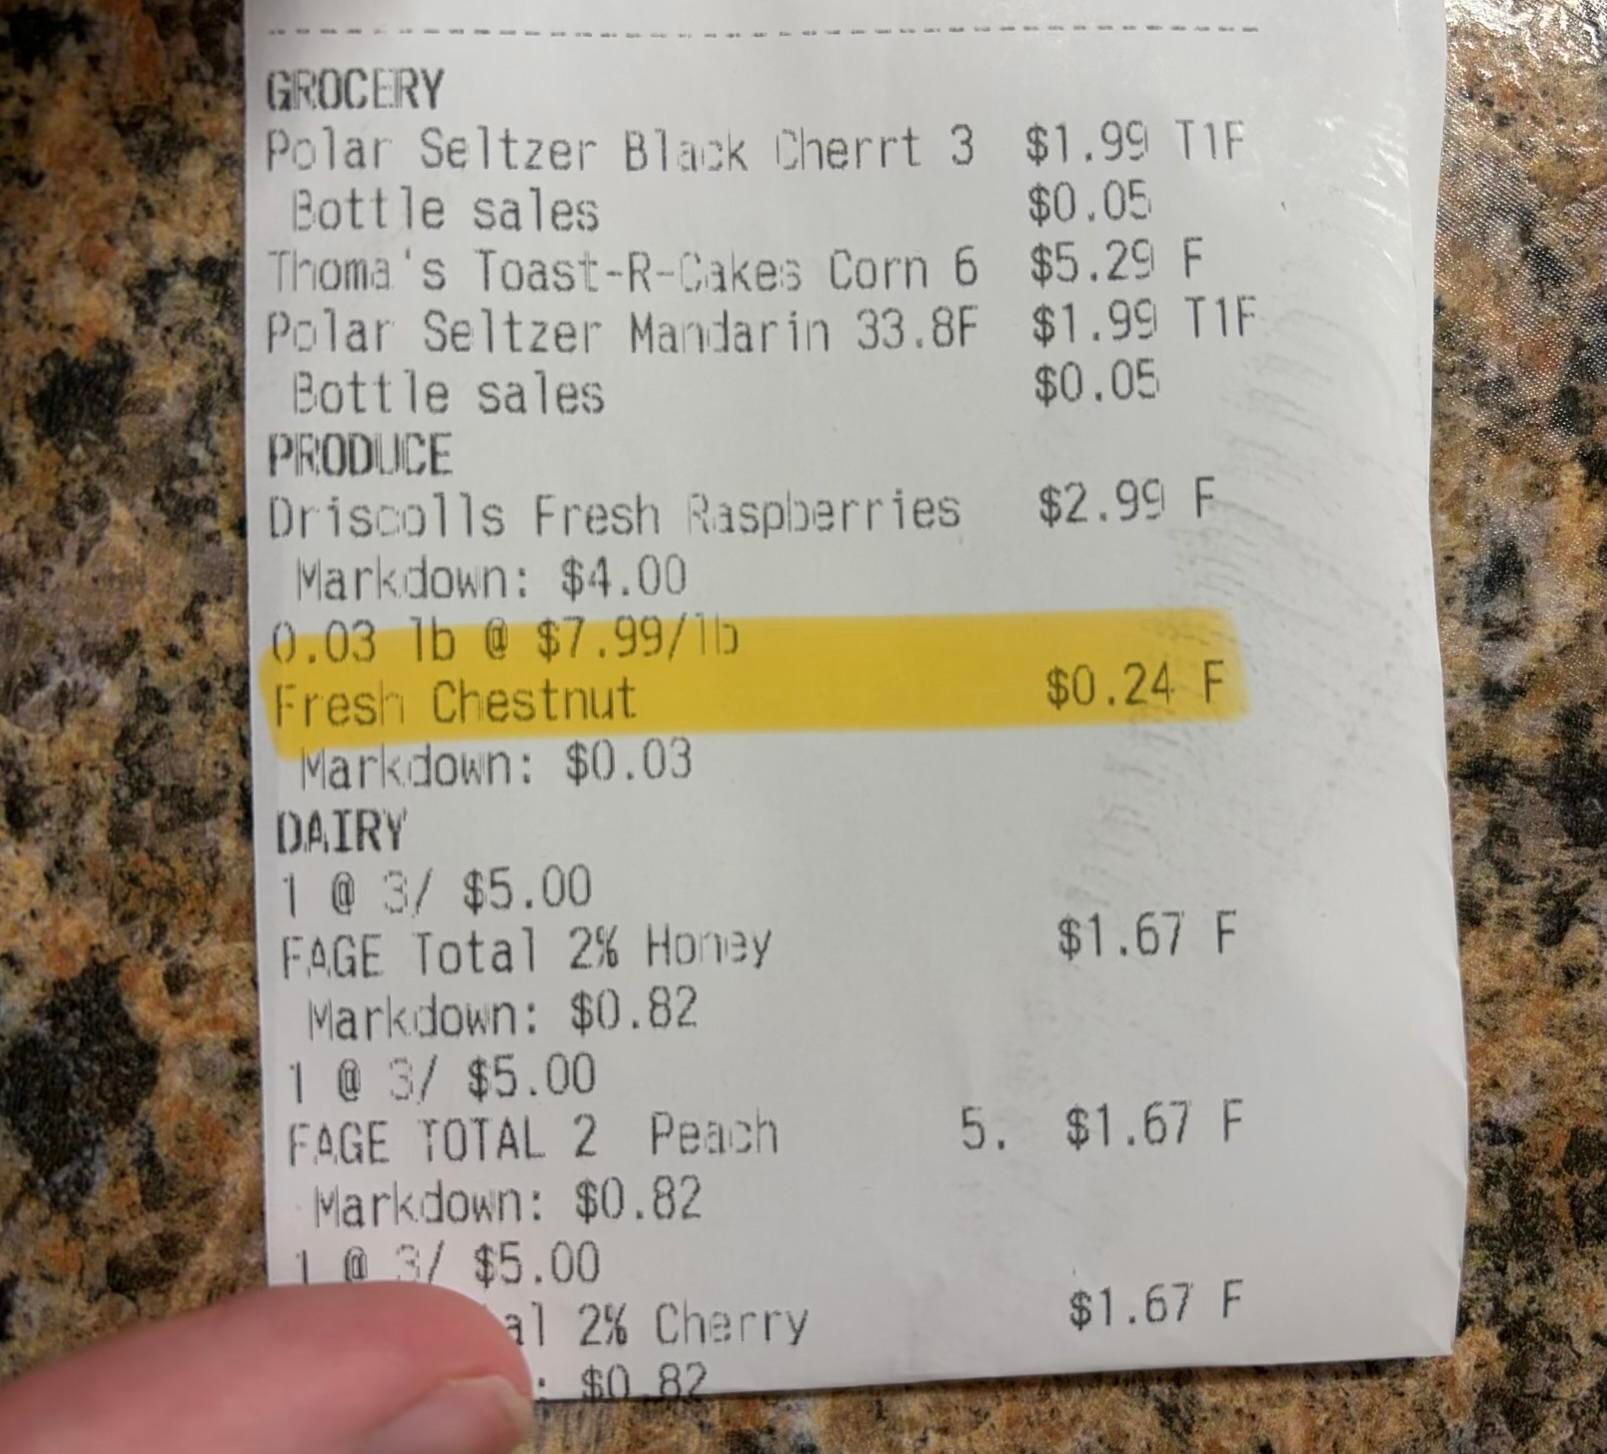 GROCERY
Polar Seltzer Black Cherrt 3 $1.99 T1F
Bottle sales $0.05
Thoma's Toast-R-Cakes Corn 6 $5.29 F
Polar Seltzer Mandarin 33.8F $1.99 T1F
Bottle sales $0.05
PRODUCE
Driscolls Fresh Raspberries $2.99 F
Markdown: $4.00
0.03 lb @ $7.99/lb
Fresh Chestnut $0.24 F
Markdown: $0.03
DAIRY
1 @ 3/ $5.00
FAGE Total 2% Honey $1.67 F
Markdown: $0.82
1 @ 3/ $5.00
FAGE TOTAL 2 Peach 5. $1.67 F
Markdown: $0.82
1 @ 3/ $5.00
al 2% Cherry $1.67 F
: $0.82